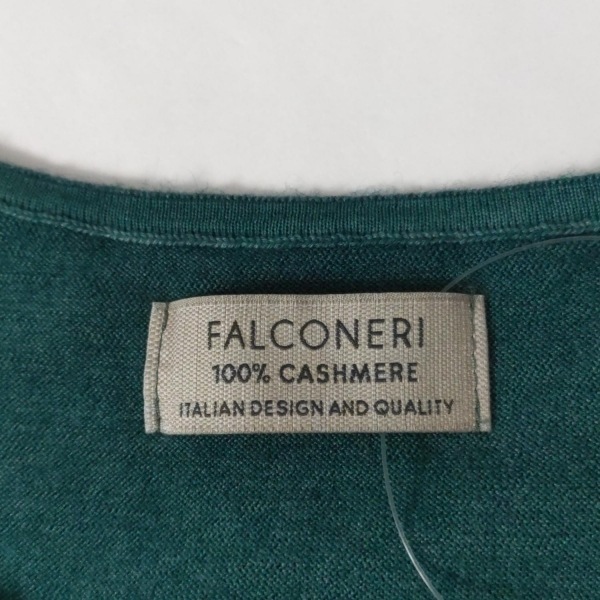 FALCONERI
100% CASHMERE
ITALIAN DESIGN AND QUALITY